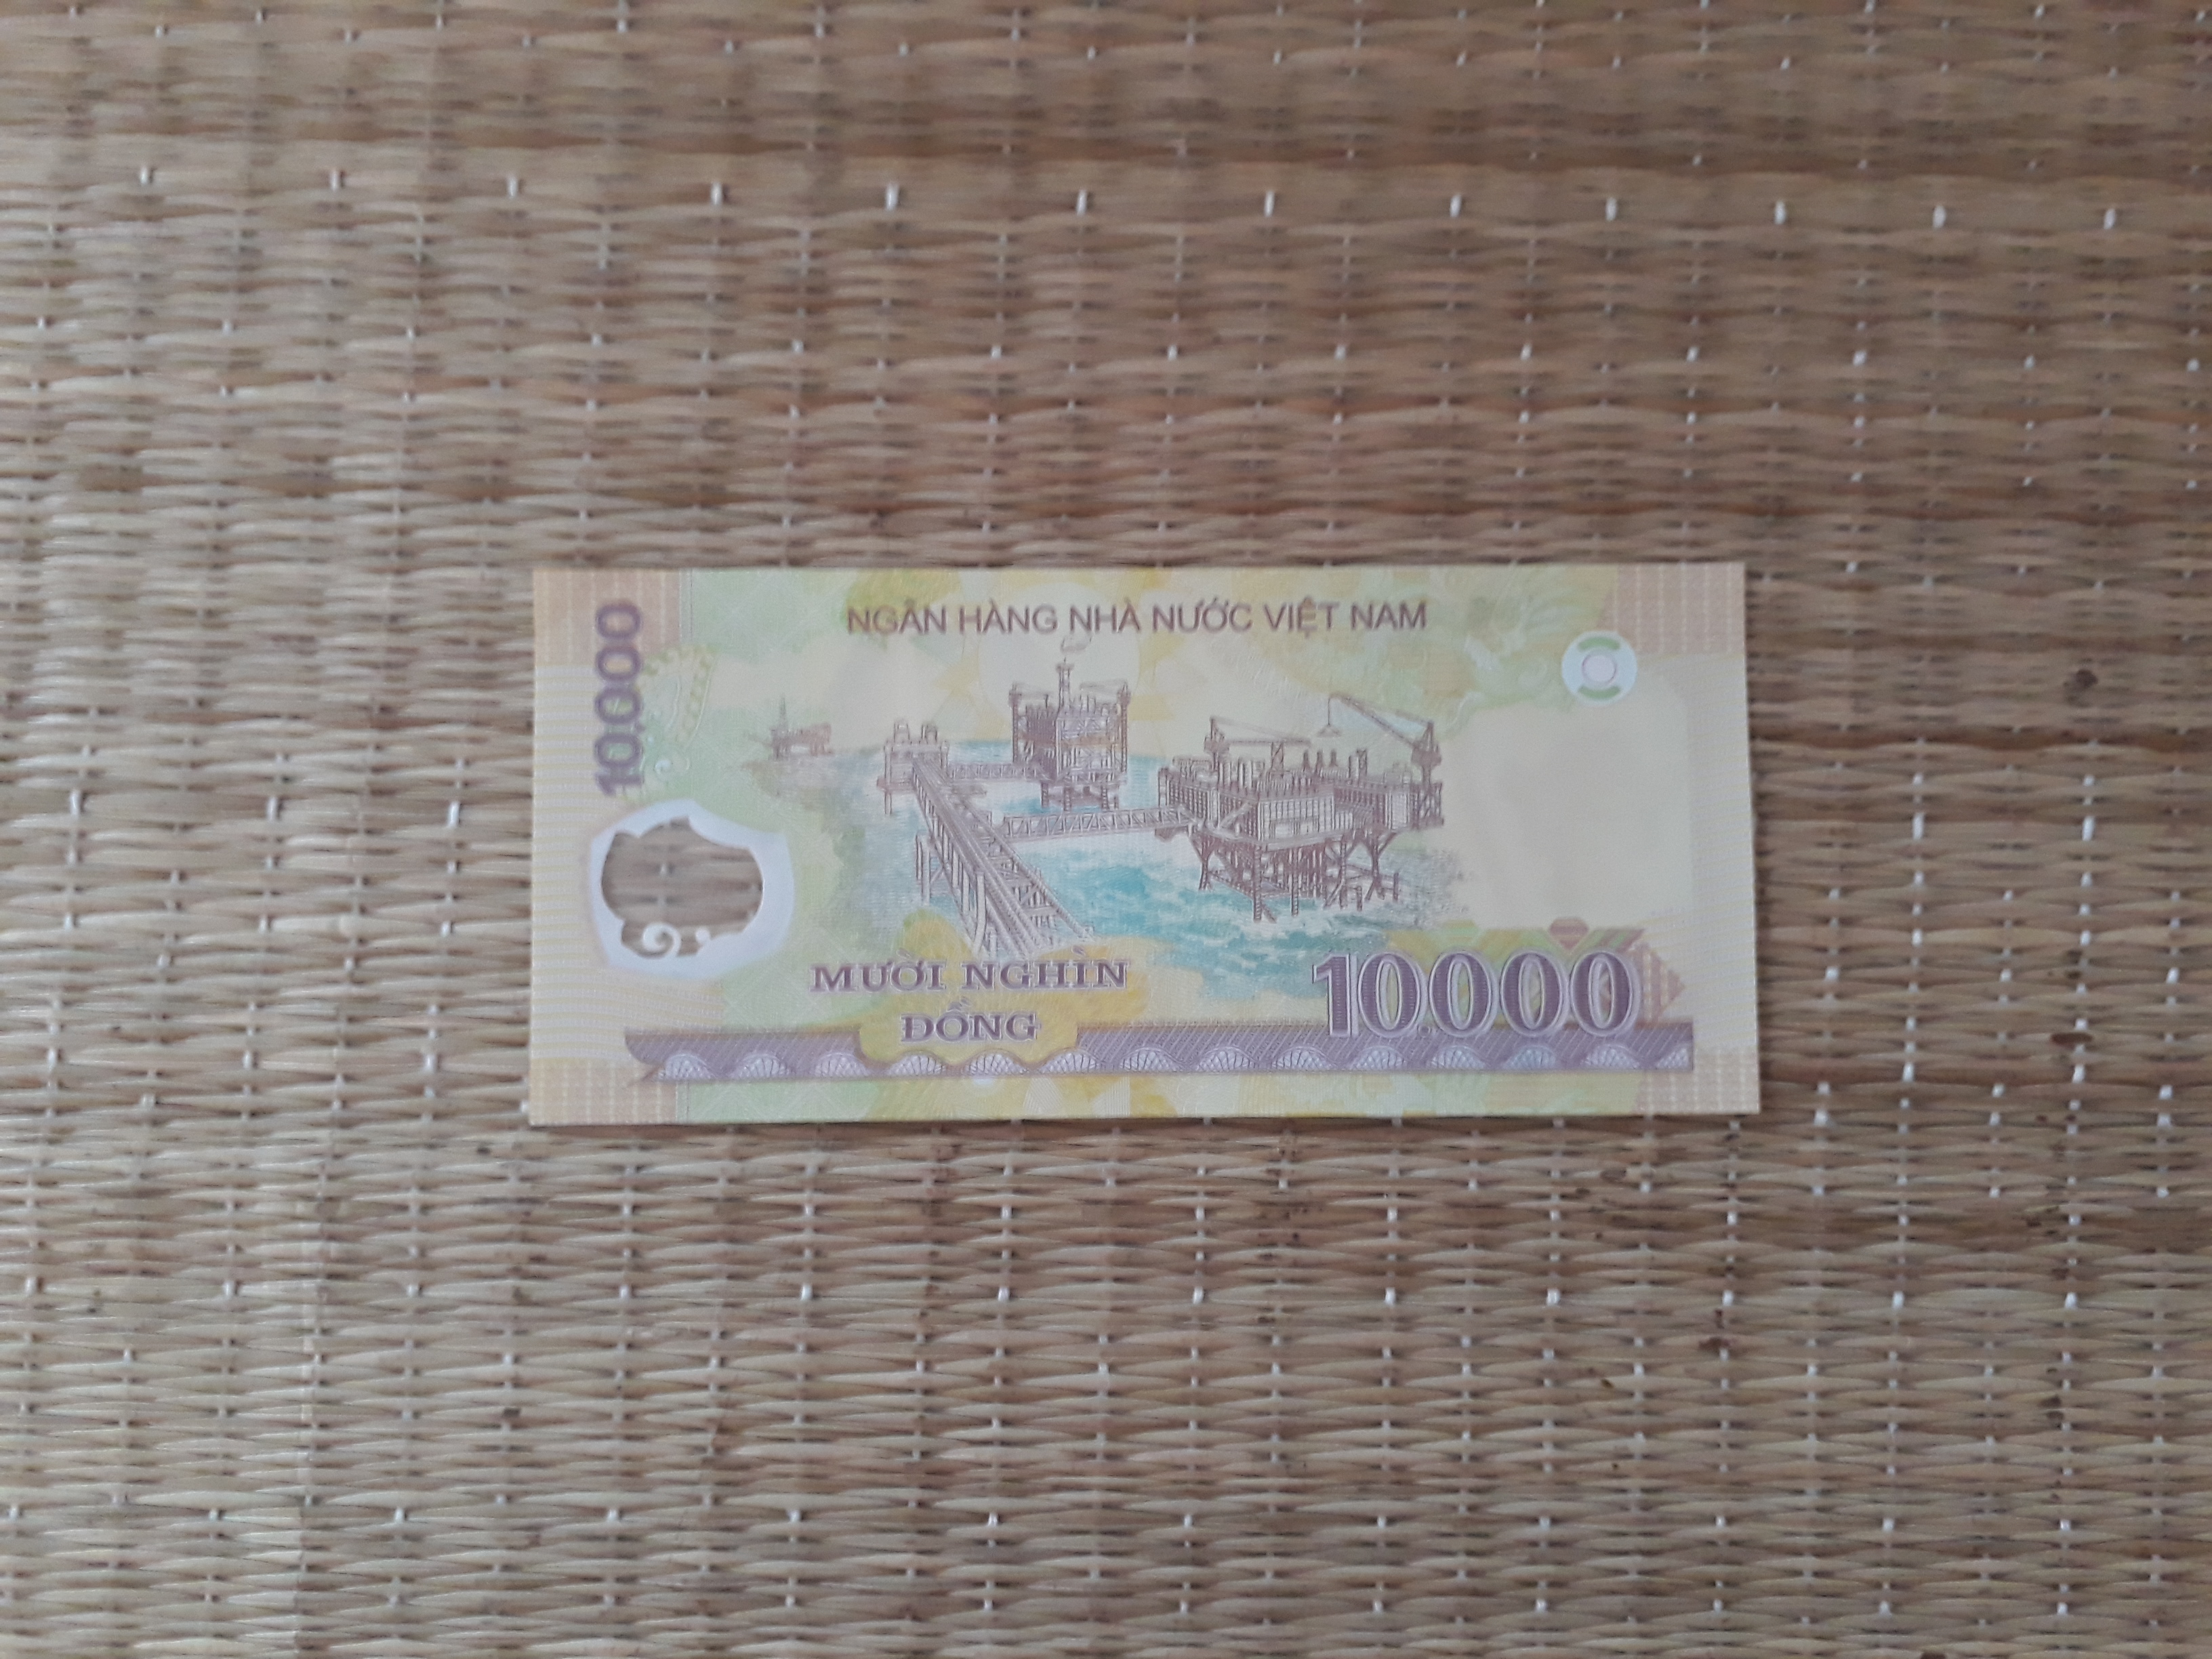 NGÂN HÀNG NHÀ NƯỚC VIỆT NAM
10.000
MƯỜI NGHÌN
ĐỒNG
10.000